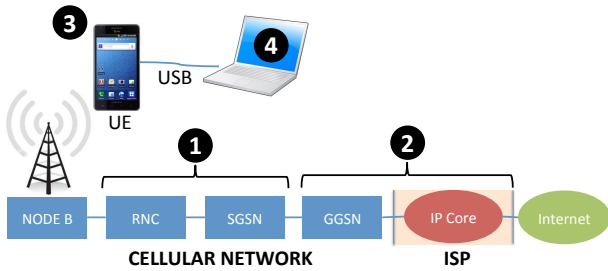 3
4
USB
UE
1
2
NODE B
RNC
SGSN
GGSN
IP Core
Internet
CELLULAR NETWORK
ISP